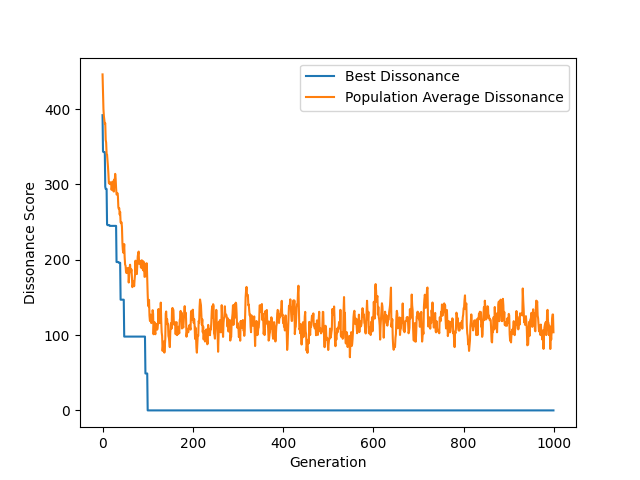 Best Dissonance
Population Average Dissonance
Dissonance Score
400
300
200
100
0
0 200 400 600 800 1000
Generation